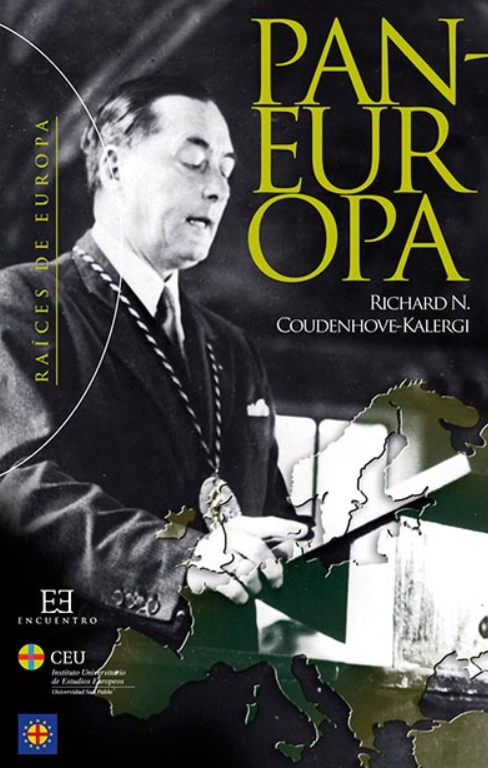 PAN-
EUR
OPA
RICHARD N.
COUDENHOVE-KALERGI
RAÍCES DE EUROPA
EE
ENCUENTRO
CEU
Instituto Universitario
de Estudios Europeos
Universidad San Pablo